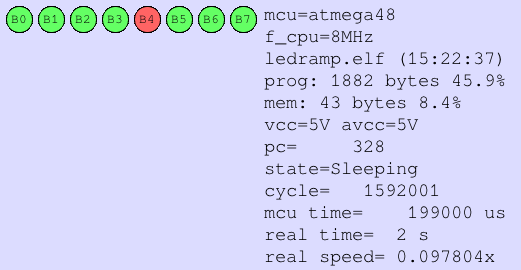 B0 B1 B2 B3 B4 B5 B6 B7
mcu=atmega48
f_cpu=8MHz
ledramp.elf (15:22:37)
prog: 1882 bytes 45.9%
mem: 43 bytes 8.4%
vcc=5V avcc=5V
pc=     328
state=Sleeping
cycle=   1592001
mcu time=    199000 us
real time=  2 s
real speed= 0.097804x